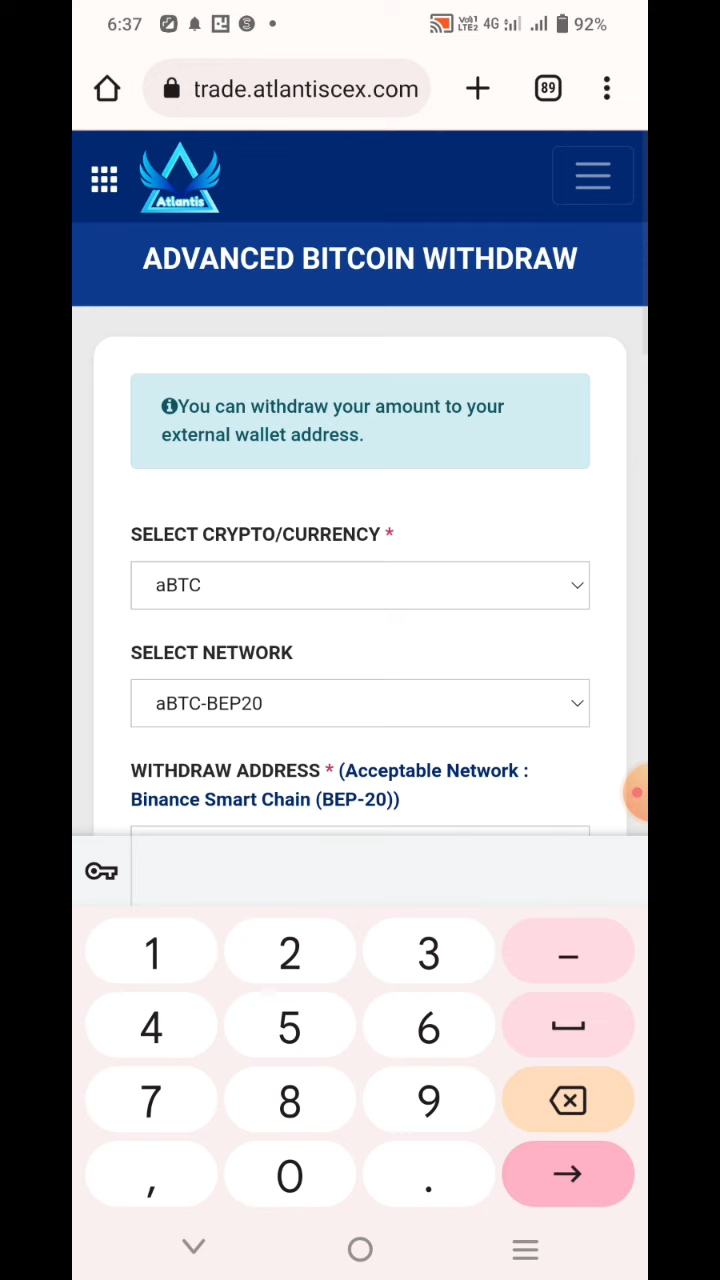 6:37 4G 92%
trade.atlantiscex.com 89
Atlantis
ADVANCED BITCOIN WITHDRAW
You can withdraw your amount to your
external wallet address.
SELECT CRYPTO/CURRENCY *
aBTC
SELECT NETWORK
aBTC-BEP20
WITHDRAW ADDRESS * (Acceptable Network :
Binance Smart Chain (BEP-20))
1 2 3 –
4 5 6
7 8 9
, 0 .